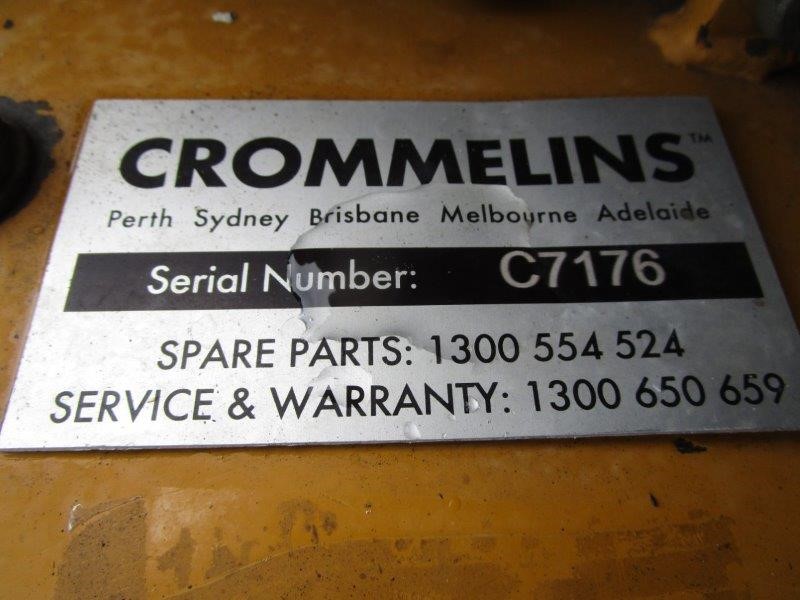 CROMMELINS™
Perth Sydney Brisbane Melbourne Adelaide
Serial Number: C7176
SPARE PARTS: 1300 554 524
SERVICE & WARRANTY: 1300 650 659